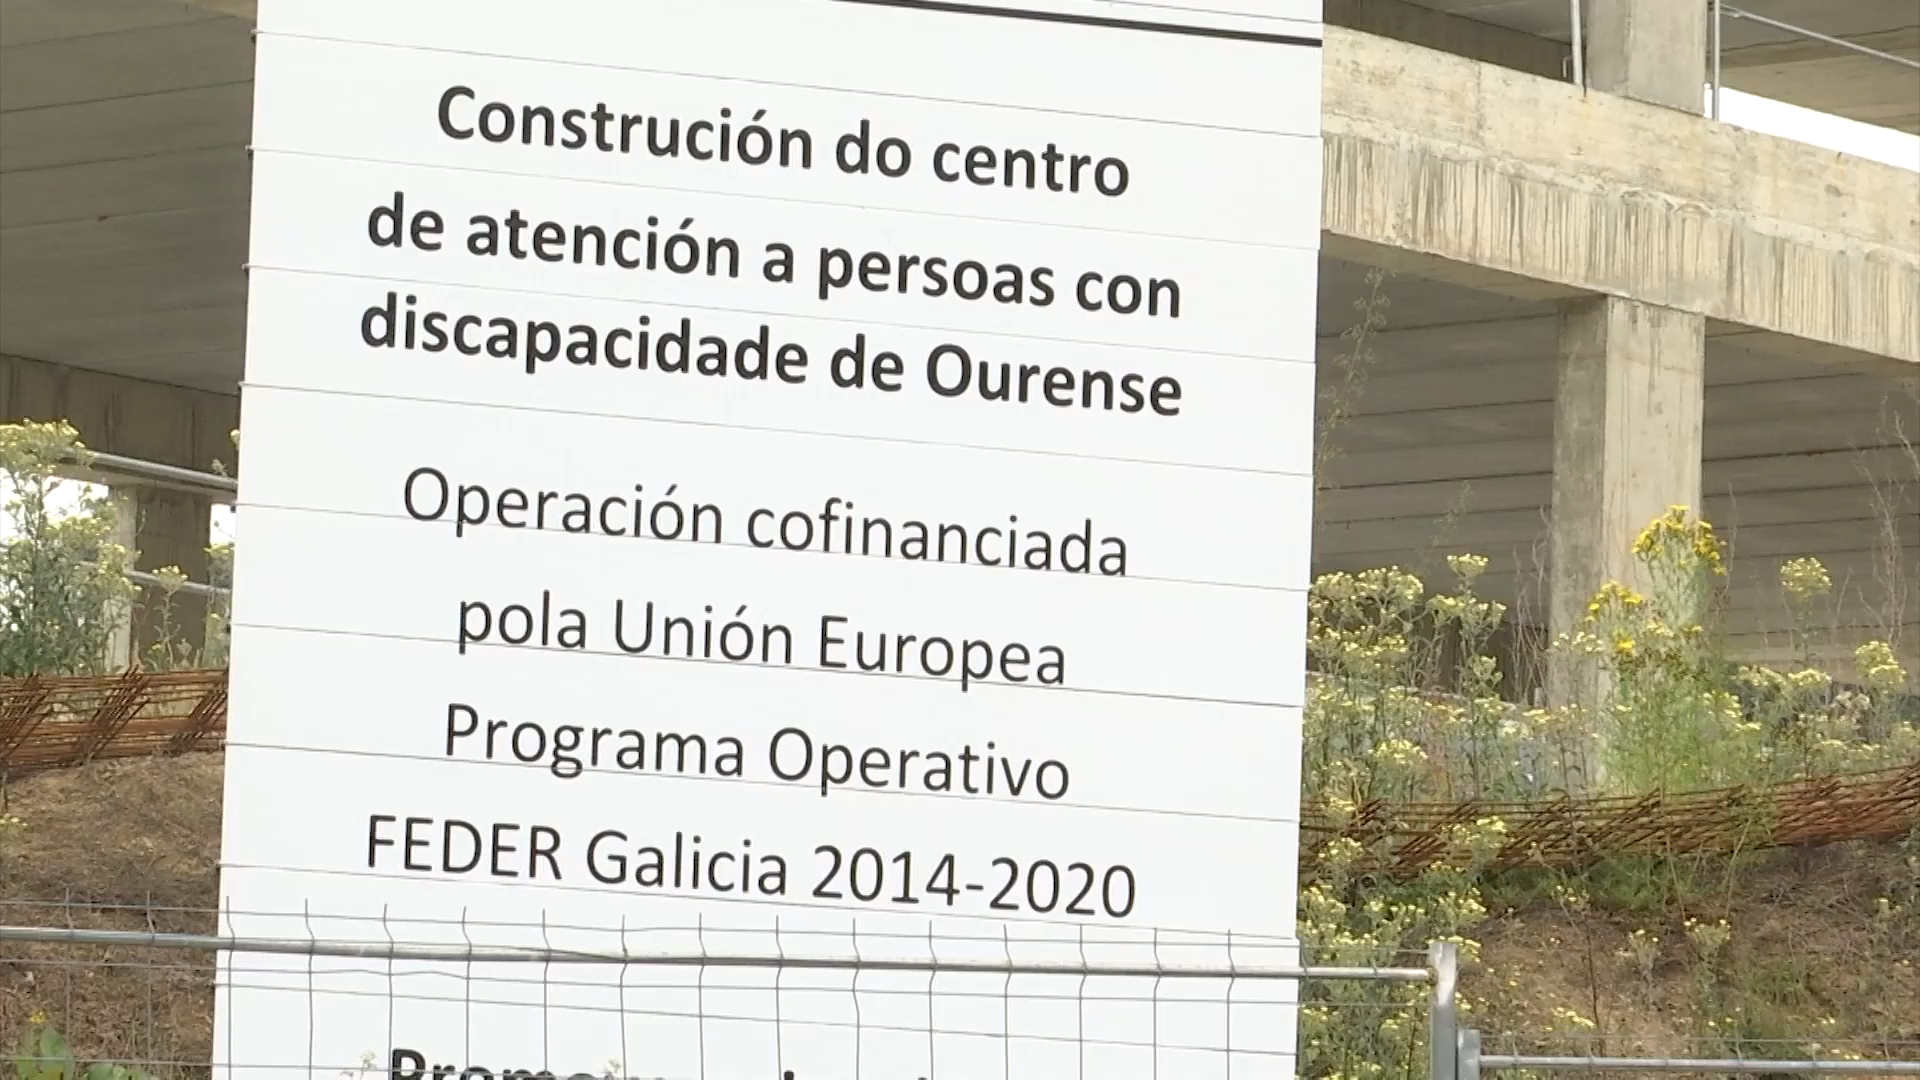 Construción do centro
de atención a persoas con
discapacidade de Ourense
Operación cofinanciada
pola Unión Europea
Programa Operativo
FEDER Galicia 2014-2020